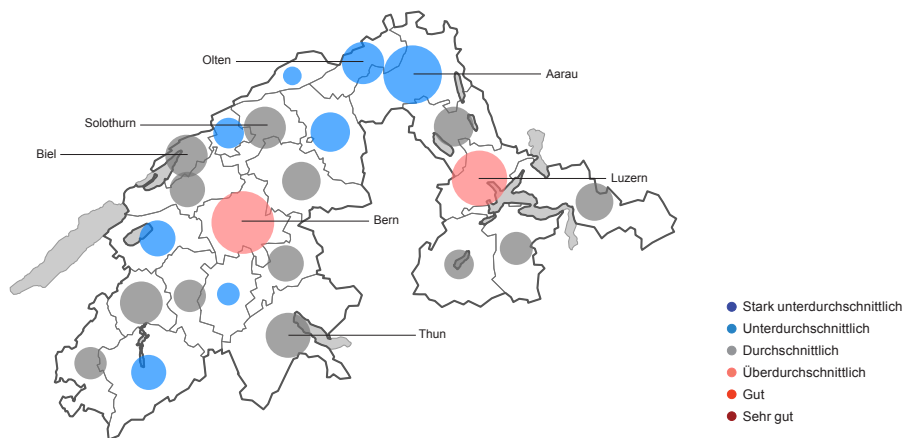 Olten
Aarau
Solothurn
Biel
Luzern
Bern
Thun
Stark unterdurchschnittlich
Unterdurchschnittlich
Durchschnittlich
Überdurchschnittlich
Gut
Sehr gut